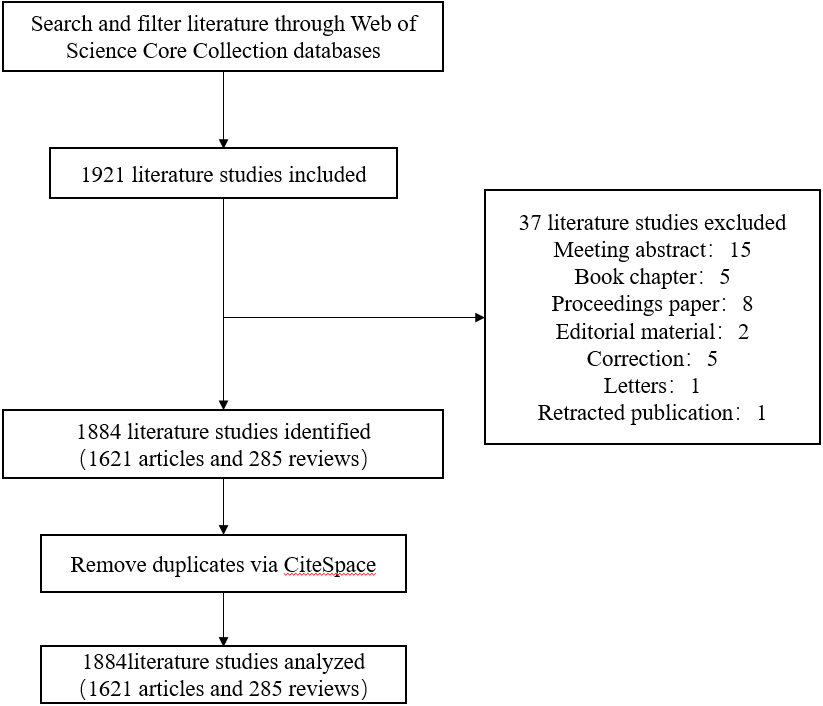 Search and filter literature through Web of
Science Core Collection databases
1921 literature studies included
37 literature studies excluded
Meeting abstract： 15
Book chapter： 5
Proceedings paper： 8
Editorial material： 2
Correction： 5
Letters： 1
Retracted publication： 1
1884 literature studies identified
（1621 articles and 285 reviews）
Remove duplicates via CiteSpace
1884literature studies analyzed
（1621 articles and 285 reviews）